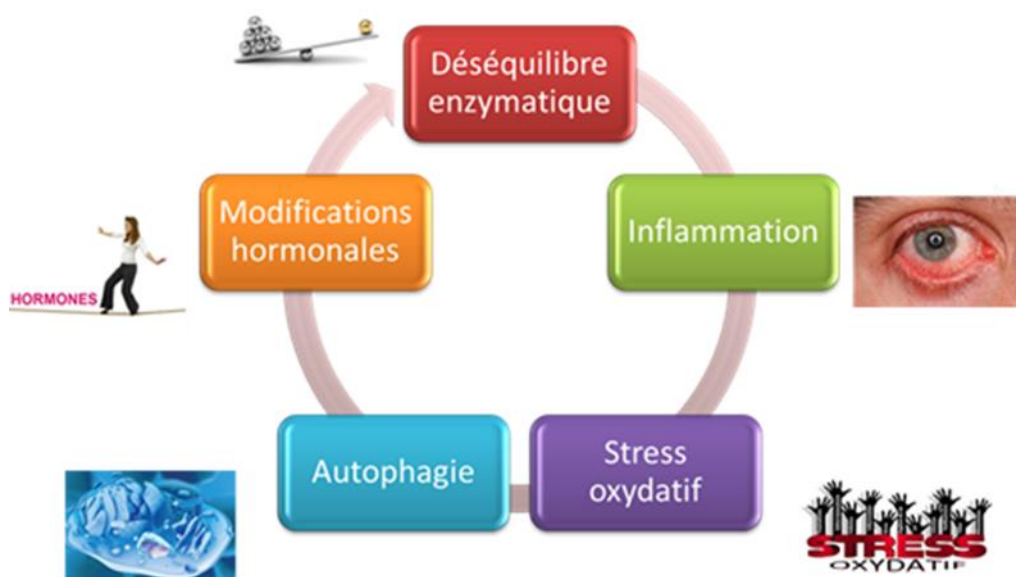 Déséquilibre
enzymatique
Modifications
hormonales
Inflammation
HORMONES
Autophagie
Stress
oxydatif
STRESS
OXYDATIF